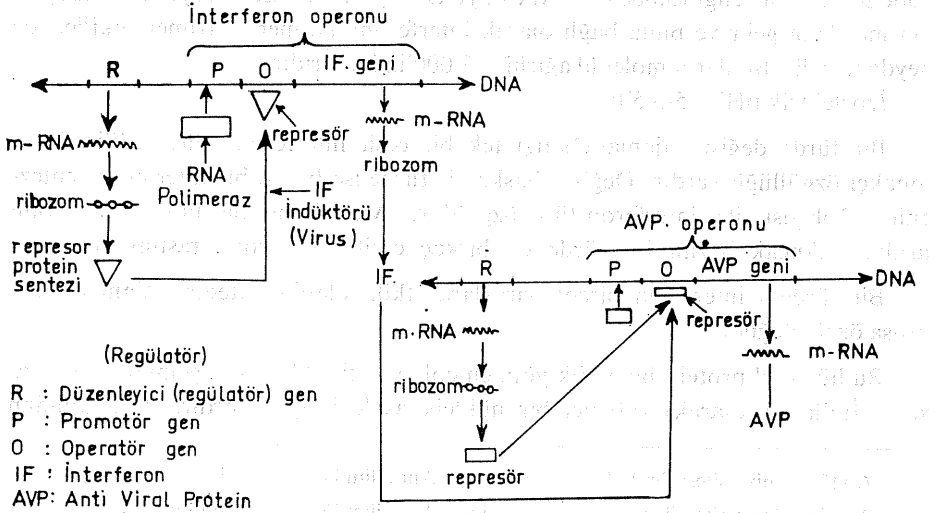 İnterferon operonu
R P O IF. geni
DNA
represör
m-RNA
m-RNA
RNA
Polimeraz
ribozom
ribozom
IF
İndüktörü
(Virus)
represor
protein
sentezi
AVP. operonu
IF
R P O AVP geni
DNA
m.RNA
represör
m-RNA
ribozom
AVP
represör
(Regülatör)
R : Düzenleyici (regülatör) gen
P : Promotör gen
O : Operatör gen
IF : İnterferon
AVP: Anti Viral Protein